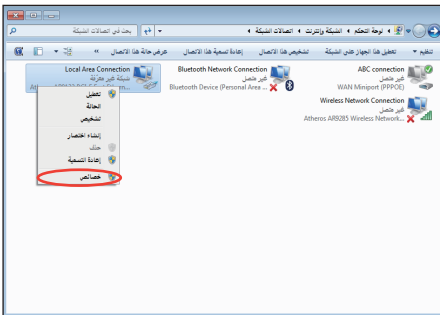 لوحة التحكم ◂ الشبكة وإنترنت ◂ اتصالات الشبكة ◂
بحث في اتصالات الشبكة
تنظيم ▾ تعطيل هذا الجهاز على الشبكة تشخيص هذا الاتصال إعادة تسمية هذا الاتصال عرض حالة هذا الاتصال »
ABC connection
غير متصل
WAN Miniport (PPPOE)
Bluetooth Network Connection
غير متصل
Bluetooth Device (Personal Area ...
Local Area Connection
شبكة غير معرّفة
Wireless Network Connection
غير متصل
Atheros AR9285 Wireless Network...
تعطيل
الحالة
تشخيص
إنشاء اختصار
حذف
إعادة التسمية
خصائص